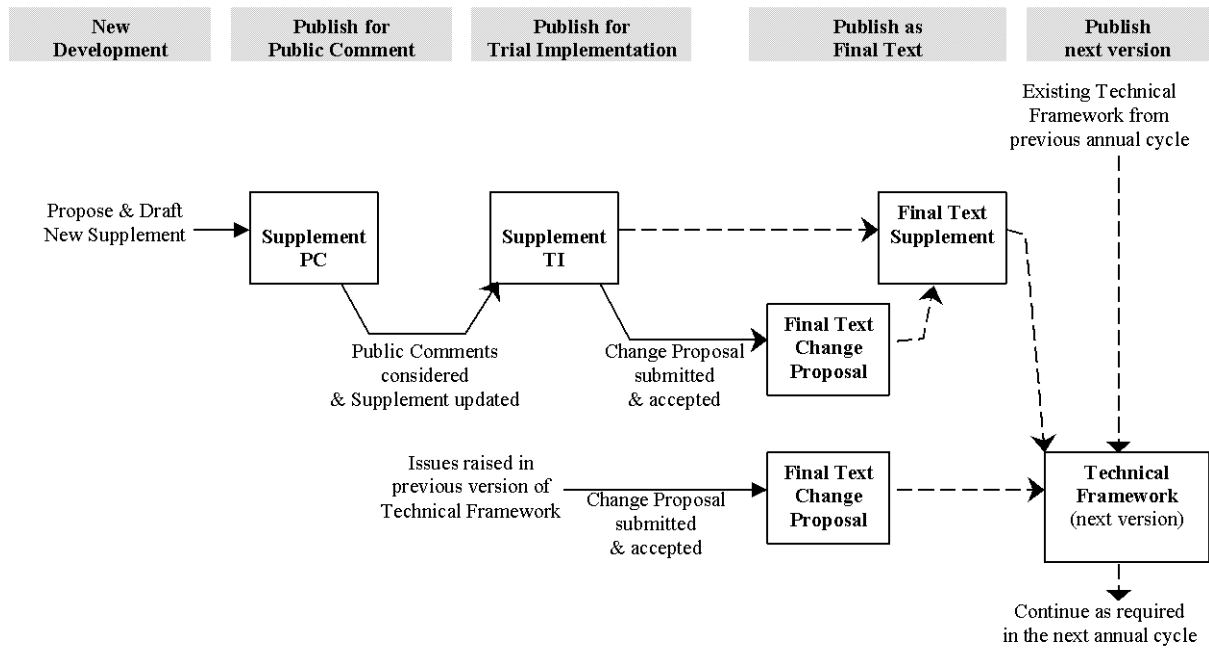 New
Development
Publish for
Public Comment
Publish for
Trial Implementation
Publish as
Final Text
Publish
next version
Existing Technical
Framework from
previous annual cycle
Propose & Draft
New Supplement
Supplement
PC
Supplement
TI
Final Text
Supplement
Public Comments
considered
& Supplement updated
Change Proposal
submitted
& accepted
Final Text
Change
Proposal
Issues raised in
previous version of
Technical Framework
Change Proposal
submitted
& accepted
Final Text
Change
Proposal
Technical
Framework
(next version)
Continue as required
in the next annual cycle